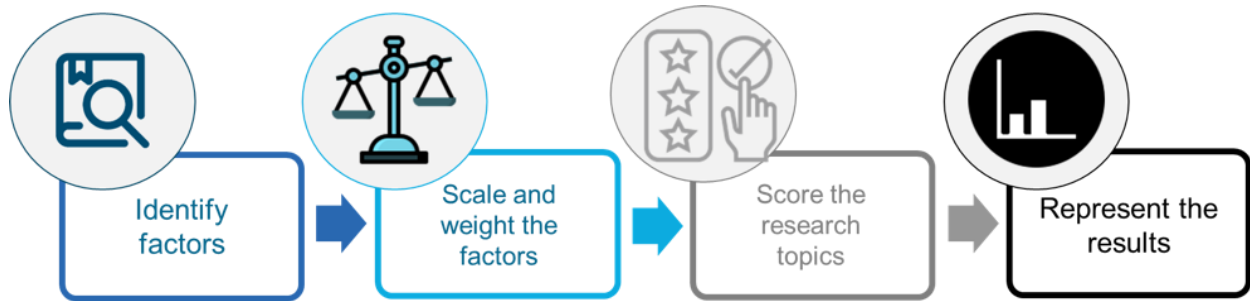 Identify
factors
Scale and
weight the
factors
Score the
research
topics
Represent the
results